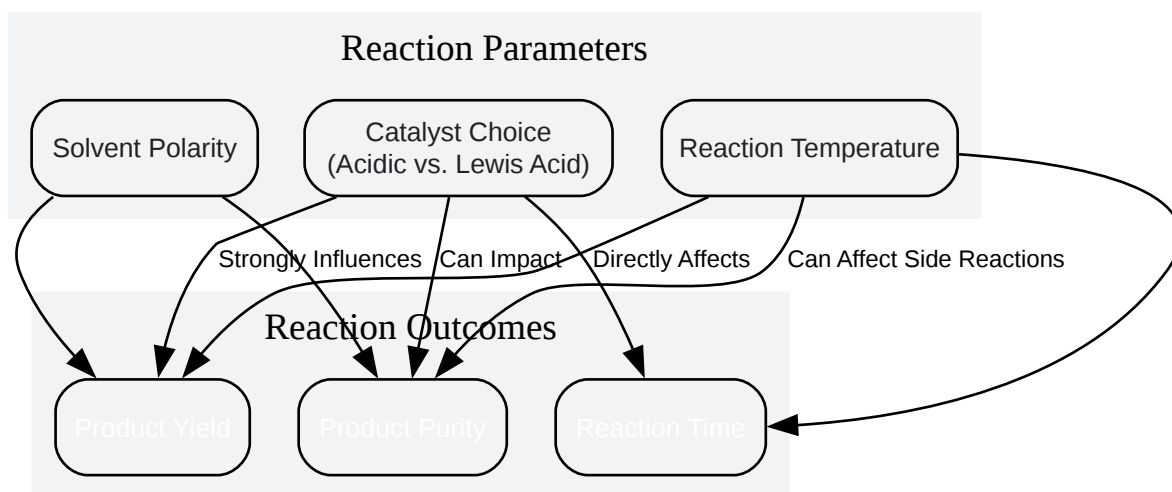 Reaction Parameters
Solvent Polarity
Catalyst Choice
(Acidic vs. Lewis Acid)
Reaction Temperature
Strongly Influences
Can Impact
Directly Affects
Can Affect Side Reactions
Reaction Outcomes
Product Yield
Product Purity
Reaction Time